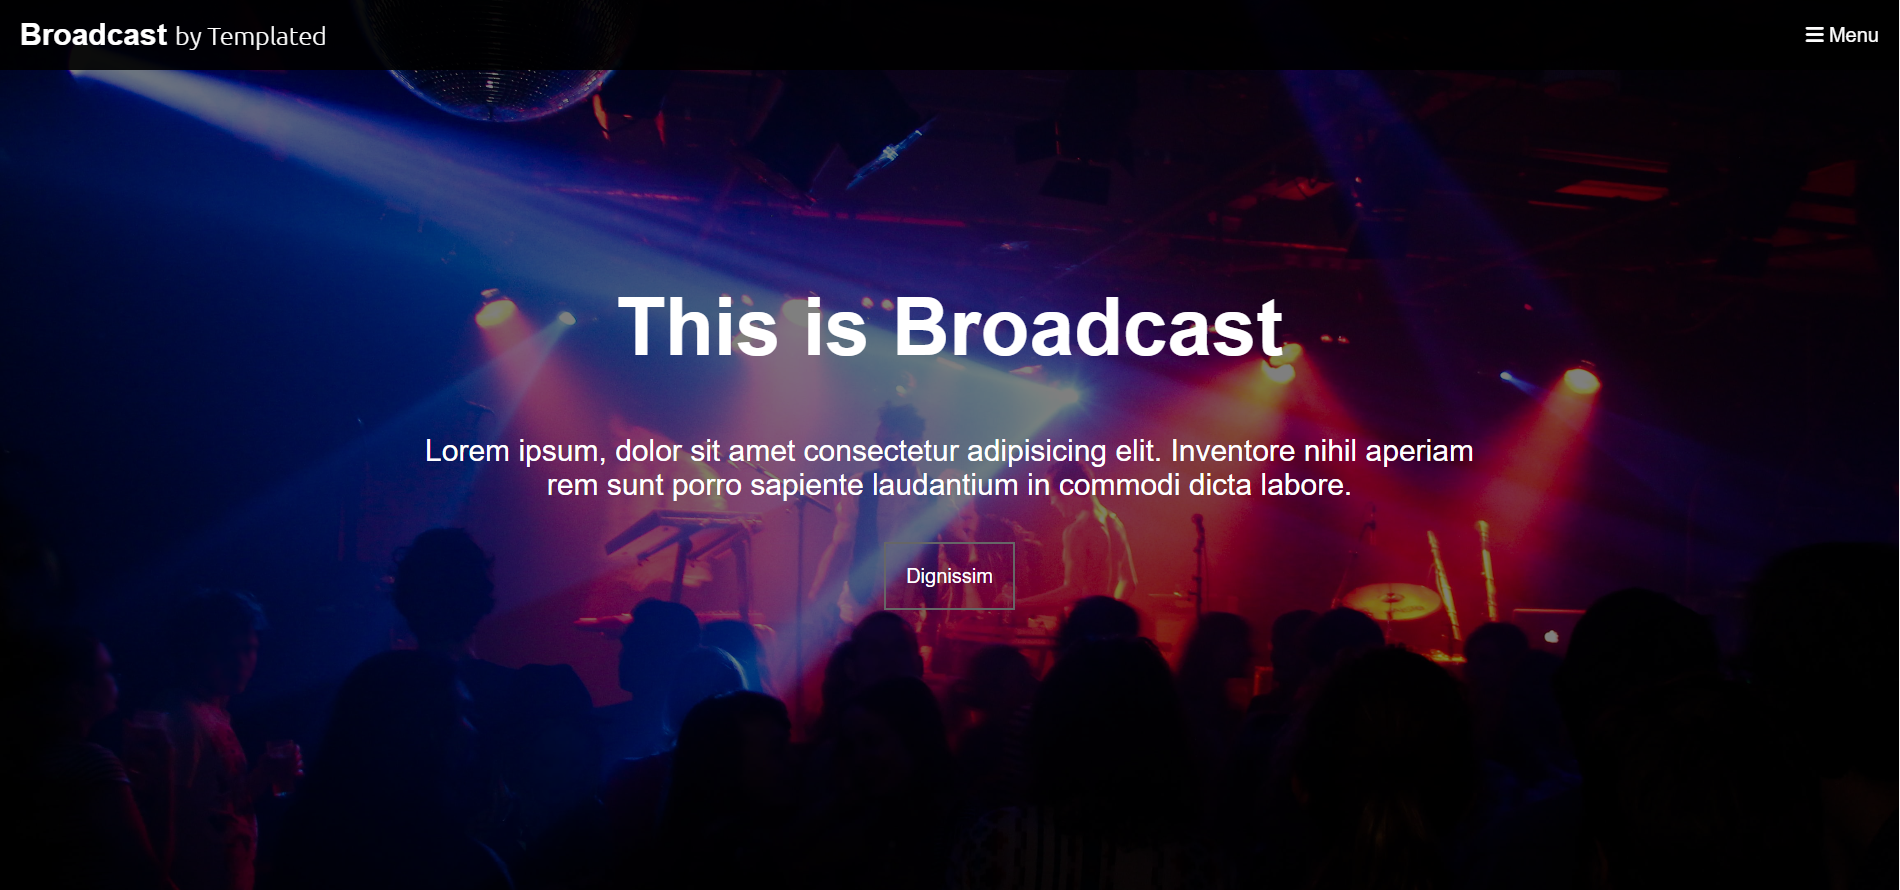 Broadcast by Templated
Menu
This is Broadcast
Lorem ipsum, dolor sit amet consectetur adipisicing elit. Inventore nihil aperiam
rem sunt porro sapiente laudantium in commodi dicta labore.
Dignissim